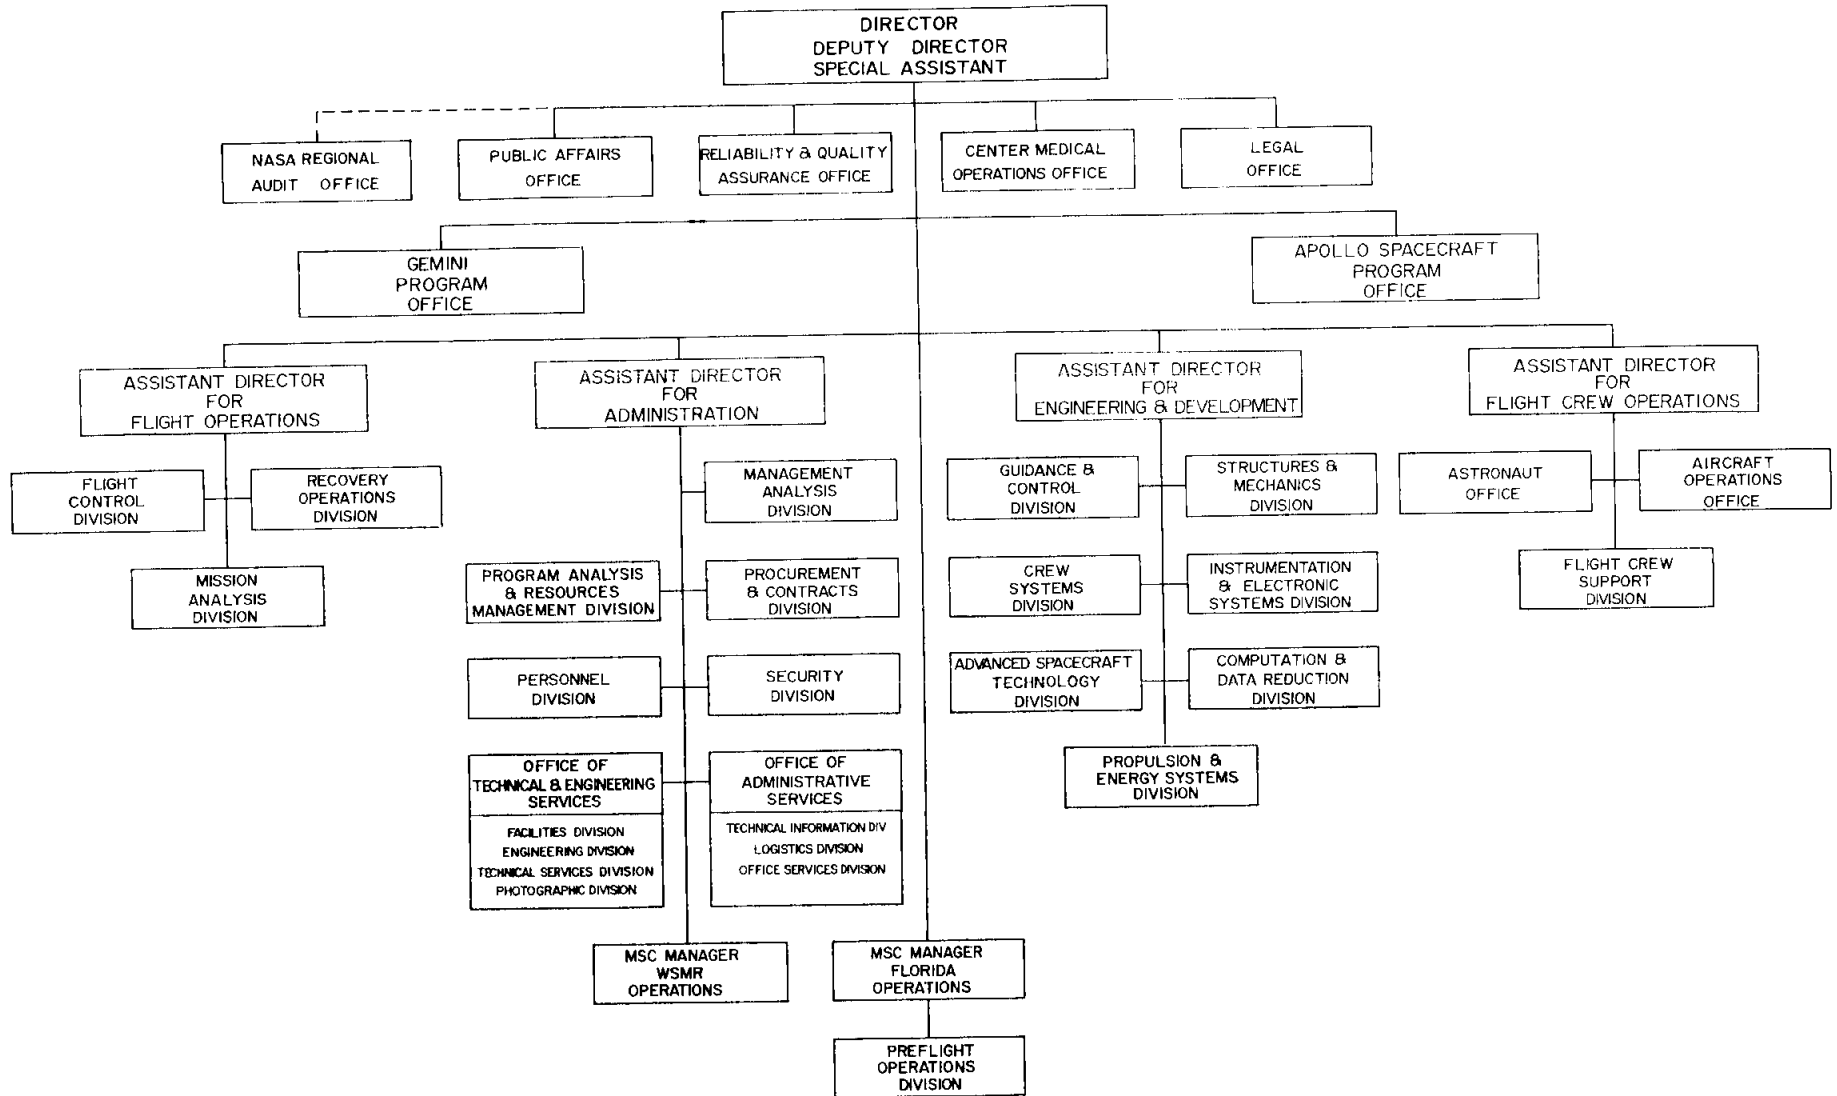 DIRECTOR
DEPUTY DIRECTOR
SPECIAL ASSISTANT
NASA REGIONAL
AUDIT OFFICE
PUBLIC AFFAIRS
OFFICE
RELIABILITY & QUALITY
ASSURANCE OFFICE
CENTER MEDICAL
OPERATIONS OFFICE
LEGAL
OFFICE
GEMINI
PROGRAM
OFFICE
APOLLO SPACECRAFT
PROGRAM
OFFICE
ASSISTANT DIRECTOR
FOR
FLIGHT OPERATIONS
ASSISTANT DIRECTOR
FOR
ADMINISTRATION
ASSISTANT DIRECTOR
FOR
ENGINEERING & DEVELOPMENT
ASSISTANT DIRECTOR
FOR
FLIGHT CREW OPERATIONS
FLIGHT
CONTROL
DIVISION
RECOVERY
OPERATIONS
DIVISION
MISSION
ANALYSIS
DIVISION
MANAGEMENT
ANALYSIS
DIVISION
PROGRAM ANALYSIS
& RESOURCES
MANAGEMENT DIVISION
PROCUREMENT
& CONTRACTS
DIVISION
PERSONNEL
DIVISION
SECURITY
DIVISION
OFFICE OF
TECHNICAL & ENGINEERING
SERVICES
FACILITIES DIVISION
ENGINEERING DIVISION
TECHNICAL SERVICES DIVISION
PHOTOGRAPHIC DIVISION
OFFICE OF
ADMINISTRATIVE
SERVICES
TECHNICAL INFORMATION DIV
LOGISTICS DIVISION
OFFICE SERVICES DIVISION
MSC MANAGER
WSMR
OPERATIONS
MSC MANAGER
FLORIDA
OPERATIONS
PREFLIGHT
OPERATIONS
DIVISION
GUIDANCE &
CONTROL
DIVISION
STRUCTURES &
MECHANICS
DIVISION
CREW
SYSTEMS
DIVISION
INSTRUMENTATION
& ELECTRONIC
SYSTEMS DIVISION
ADVANCED SPACECRAFT
TECHNOLOGY
DIVISION
COMPUTATION &
DATA REDUCTION
DIVISION
PROPULSION &
ENERGY SYSTEMS
DIVISION
ASTRONAUT
OFFICE
AIRCRAFT
OPERATIONS
OFFICE
FLIGHT CREW
SUPPORT
DIVISION